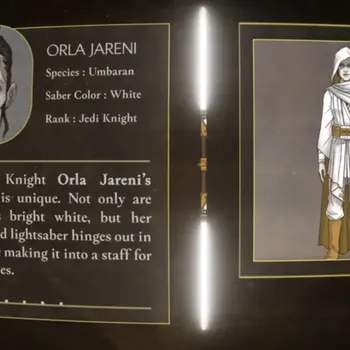 ORLA JARENI
Species : Umbaran
Saber Color : White
Rank : Jedi Knight
Knight Orla Jareni's
is unique. Not only are
bright white, but her
lightsaber hinges out in
making it into a staff for